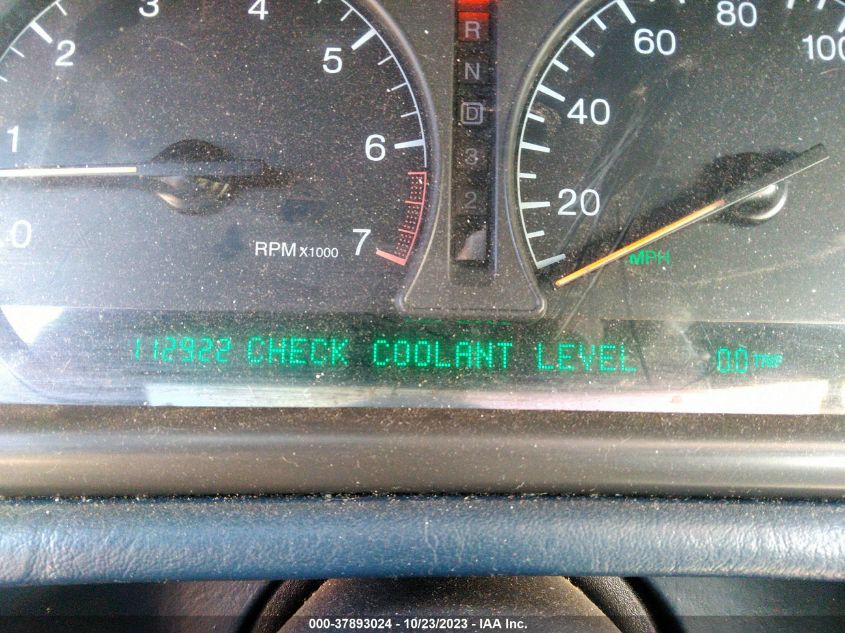 1 2 3 4 5 6 7 0
RPM x1000
R
N
D
3
2
20 40 60 80 100
MPH
112922 CHECK COOLANT LEVEL 0.0 TRIP
000-37893024 - 10/23/2023 - IAA Inc.